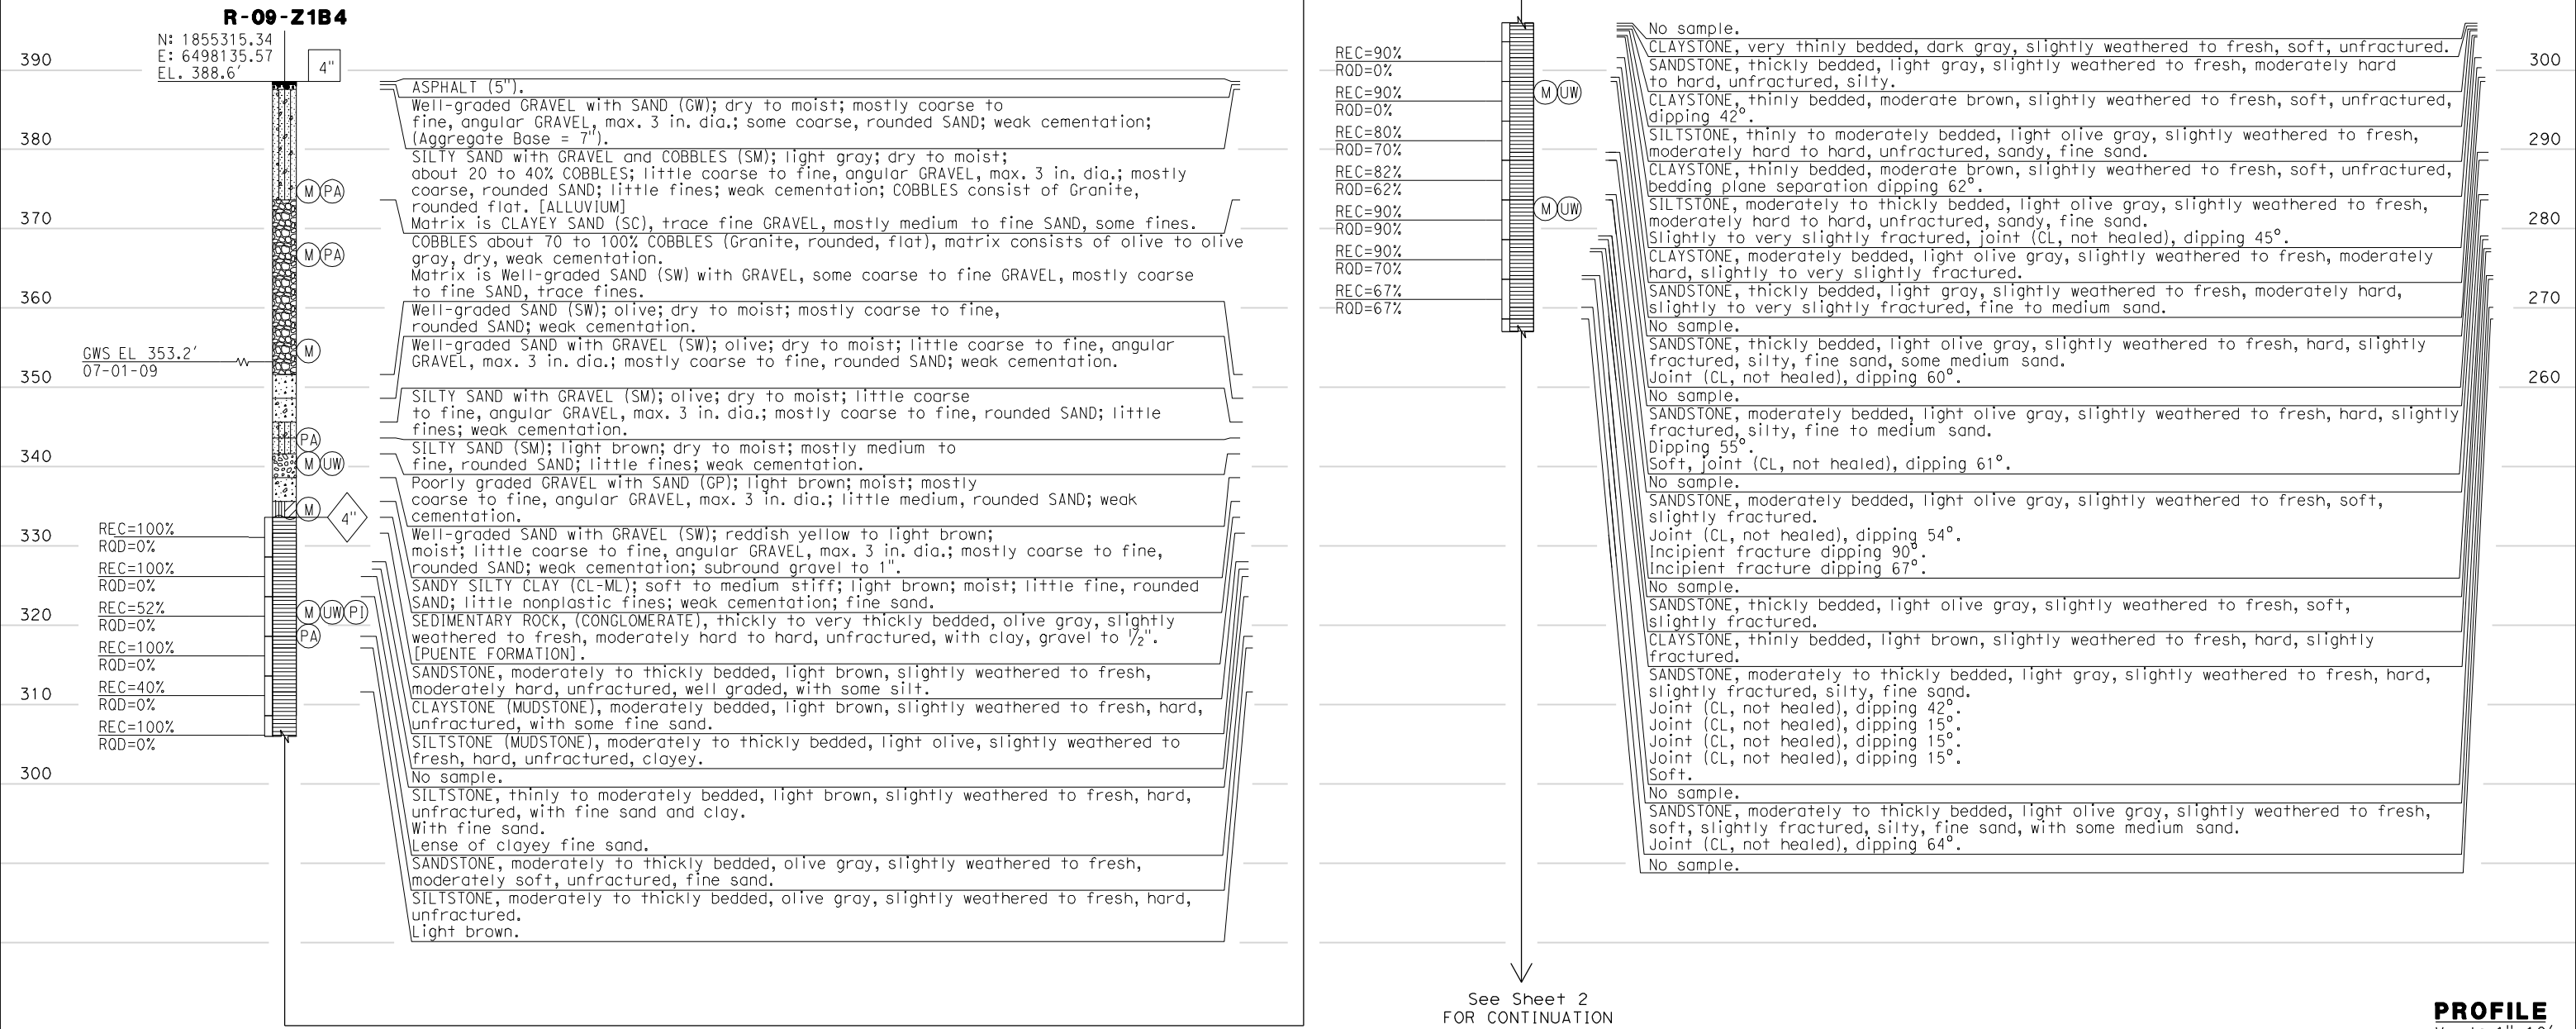 R-09-Z1B4
N: 1855315.34
E: 6498135.57
EL. 388.6'
4"
390
380
370
360
350
340
330
320
310
300
GWS EL 353.2'
07-01-09
M PA
M PA
M
PA
M UW
M
4"
M UW PI
PA
REC=100%
RQD=0%
REC=100%
RQD=0%
REC=52%
RQD=0%
REC=100%
RQD=0%
REC=40%
RQD=0%
REC=100%
RQD=0%
ASPHALT (5").
Well-graded GRAVEL with SAND (GW); dry to moist; mostly coarse to
fine, angular GRAVEL, max. 3 in. dia.; some coarse, rounded SAND; weak cementation;
(Aggregate Base = 7").
SILTY SAND with GRAVEL and COBBLES (SM); light gray; dry to moist;
about 20 to 40% COBBLES; little coarse to fine, angular GRAVEL, max. 3 in. dia.; mostly
coarse, rounded SAND; little fines; weak cementation; COBBLES consist of Granite,
rounded flat. [ALLUVIUM]
Matrix is CLAYEY SAND (SC), trace fine GRAVEL, mostly medium to fine SAND, some fines.
COBBLES about 70 to 100% COBBLES (Granite, rounded, flat), matrix consists of olive to olive
gray, dry, weak cementation.
Matrix is Well-graded SAND (SW) with GRAVEL, some coarse to fine GRAVEL, mostly coarse
to fine SAND, trace fines.
Well-graded SAND (SW); olive; dry to moist; mostly coarse to fine,
rounded SAND; weak cementation.
Well-graded SAND with GRAVEL (SW); olive; dry to moist; little coarse to fine, angular
GRAVEL, max. 3 in. dia.; mostly coarse to fine, rounded SAND; weak cementation.
SILTY SAND with GRAVEL (SM); olive; dry to moist; little coarse
to fine, angular GRAVEL, max. 3 in. dia.; mostly coarse to fine, rounded SAND; little
fines; weak cementation.
SILTY SAND (SM); light brown; dry to moist; mostly medium to
fine, rounded SAND; little fines; weak cementation.
Poorly graded GRAVEL with SAND (GP); light brown; moist; mostly
coarse to fine, angular GRAVEL, max. 3 in. dia.; little medium, rounded SAND; weak
cementation.
Well-graded SAND with GRAVEL (SW); reddish yellow to light brown;
moist; little coarse to fine, angular GRAVEL, max. 3 in. dia.; mostly coarse to fine,
rounded SAND; weak cementation; subround gravel to 1".
SANDY SILTY CLAY (CL-ML); soft to medium stiff; light brown; moist; little fine, rounded
SAND; little nonplastic fines; weak cementation; fine sand.
SEDIMENTARY ROCK, (CONGLOMERATE), thickly to very thickly bedded, olive gray, slightly
weathered to fresh, moderately hard to hard, unfractured, with clay, gravel to 1/2".
[PUENTE FORMATION].
SANDSTONE, moderately to thickly bedded, light brown, slightly weathered to fresh,
moderately hard, unfractured, well graded, with some silt.
CLAYSTONE (MUDSTONE), moderately bedded, light brown, slightly weathered to fresh, hard,
unfractured, with some fine sand.
SILTSTONE (MUDSTONE), moderately to thickly bedded, light olive, slightly weathered to
fresh, hard, unfractured, clayey.
No sample.
SILTSTONE, thinly to moderately bedded, light brown, slightly weathered to fresh, hard,
unfractured, with fine sand and clay.
With fine sand.
Lense of clayey fine sand.
SANDSTONE, moderately to thickly bedded, olive gray, slightly weathered to fresh,
moderately soft, unfractured, fine sand.
SILTSTONE, moderately to thickly bedded, olive gray, slightly weathered to fresh, hard,
unfractured.
Light brown.
REC=90%
RQD=0%
REC=90%
RQD=0%
REC=80%
RQD=70%
REC=82%
RQD=62%
REC=90%
RQD=90%
REC=90%
RQD=70%
REC=67%
RQD=67%
M UW
M UW
No sample.
CLAYSTONE, very thinly bedded, dark gray, slightly weathered to fresh, soft, unfractured.
SANDSTONE, thickly bedded, light gray, slightly weathered to fresh, moderately hard
to hard, unfractured, silty.
CLAYSTONE, thinly bedded, moderate brown, slightly weathered to fresh, soft, unfractured,
dipping 42°.
SILTSTONE, thinly to moderately bedded, light olive gray, slightly weathered to fresh,
moderately hard to hard, unfractured, sandy, fine sand.
CLAYSTONE, thinly bedded, moderate brown, slightly weathered to fresh, soft, unfractured,
bedding plane separation dipping 62°.
SILTSTONE, moderately to thickly bedded, light olive gray, slightly weathered to fresh,
moderately hard to hard, unfractured, sandy, fine sand.
Slightly to very slightly fractured, joint (CL, not healed), dipping 45°.
CLAYSTONE, moderately bedded, light olive gray, slightly weathered to fresh, moderately
hard, slightly to very slightly fractured.
SANDSTONE, thickly bedded, light gray, slightly weathered to fresh, moderately hard,
slightly to very slightly fractured, fine to medium sand.
No sample.
SANDSTONE, thickly bedded, light olive gray, slightly weathered to fresh, hard, slightly
fractured, silty, fine sand, some medium sand.
Joint (CL, not healed), dipping 60°.
No sample.
SANDSTONE, moderately bedded, light olive gray, slightly weathered to fresh, hard, slightly
fractured, silty, fine to medium sand.
Dipping 55°.
Soft, joint (CL, not healed), dipping 61°.
No sample.
SANDSTONE, moderately bedded, light olive gray, slightly weathered to fresh, soft,
slightly fractured.
Joint (CL, not healed), dipping 54°.
Incipient fracture dipping 90°.
Incipient fracture dipping 67°.
No sample.
SANDSTONE, thickly bedded, light olive gray, slightly weathered to fresh, soft,
slightly fractured.
CLAYSTONE, thinly bedded, light brown, slightly weathered to fresh, hard, slightly
fractured.
SANDSTONE, moderately to thickly bedded, light gray, slightly weathered to fresh, hard,
slightly fractured, silty, fine sand.
Joint (CL, not healed), dipping 42°.
Joint (CL, not healed), dipping 15°.
Joint (CL, not healed), dipping 15°.
Joint (CL, not healed), dipping 15°.
Soft.
No sample.
SANDSTONE, moderately to thickly bedded, light olive gray, slightly weathered to fresh,
soft, slightly fractured, silty, fine sand, with some medium sand.
Joint (CL, not healed), dipping 64°.
No sample.
300
290
280
270
260
See Sheet 2
FOR CONTINUATION
PROFILE